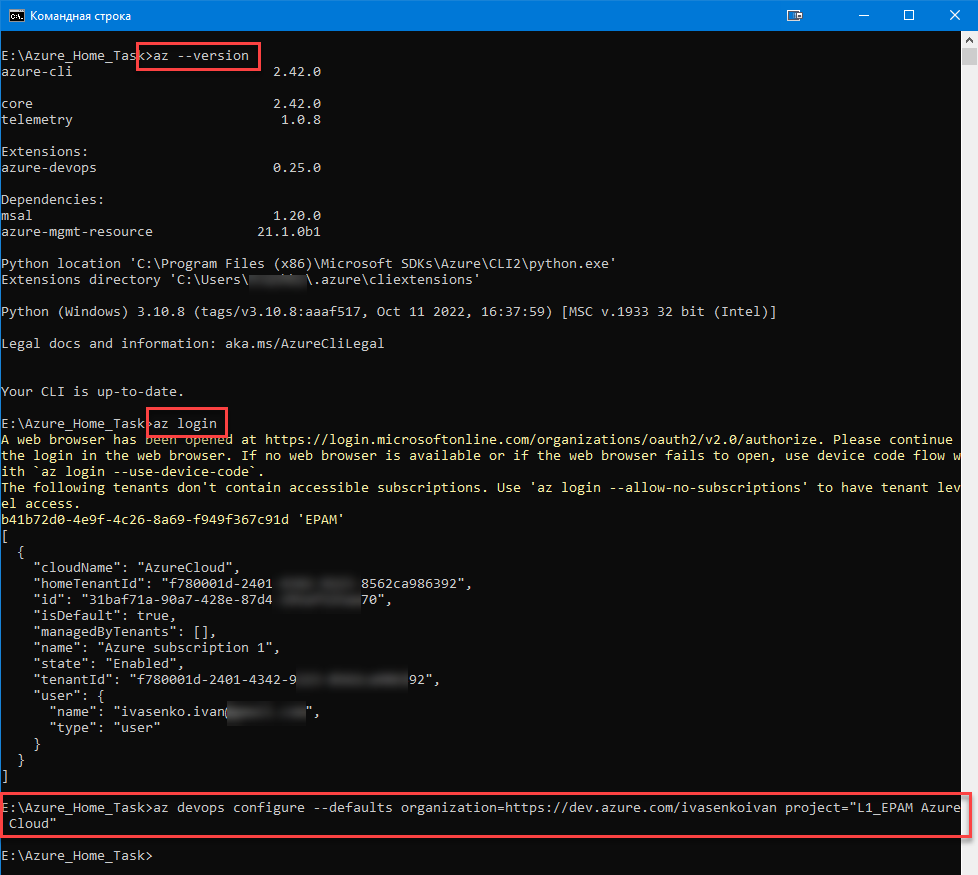 Командная строка
E:\Azure_Home_Task>az --version
azure-cli                         2.42.0
core                              2.42.0
telemetry                          1.0.8
Extensions:
azure-devops                      0.25.0
Dependencies:
msal                              1.20.0
azure-mgmt-resource             21.1.0b1
Python location 'C:\Program Files (x86)\Microsoft SDKs\Azure\CLI2\python.exe'
Extensions directory 'C:\Users\ \.azure\cliextensions'
Python (Windows) 3.10.8 (tags/v3.10.8:aaaf517, Oct 11 2022, 16:37:59) [MSC v.1933 32 bit (Intel)]
Legal docs and information: aka.ms/AzureCliLegal
Your CLI is up-to-date.
E:\Azure_Home_Task>az login
A web browser has been opened at https://login.microsoftonline.com/organizations/oauth2/v2.0/authorize. Please continue
the login in the web browser. If no web browser is available or if the web browser fails to open, use device code flow w
ith `az login --use-device-code`.
The following tenants don't contain accessible subscriptions. Use 'az login --allow-no-subscriptions' to have tenant lev
el access.
b41b72d0-4e9f-4c26-8a69-f949f367c91d 'EPAM'
[
  {
    "cloudName": "AzureCloud",
    "homeTenantId": "f780001d-2401 8562ca986392",
    "id": "31baf71a-90a7-428e-87d4 70",
    "isDefault": true,
    "managedByTenants": [],
    "name": "Azure subscription 1",
    "state": "Enabled",
    "tenantId": "f780001d-2401-4342-9 92",
    "user": {
      "name": "ivasenko.ivan@ ",
      "type": "user"
    }
  }
]
E:\Azure_Home_Task>az devops configure --defaults organization=https://dev.azure.com/ivasenkoivan project="L1_EPAM Azure
 Cloud"
E:\Azure_Home_Task>